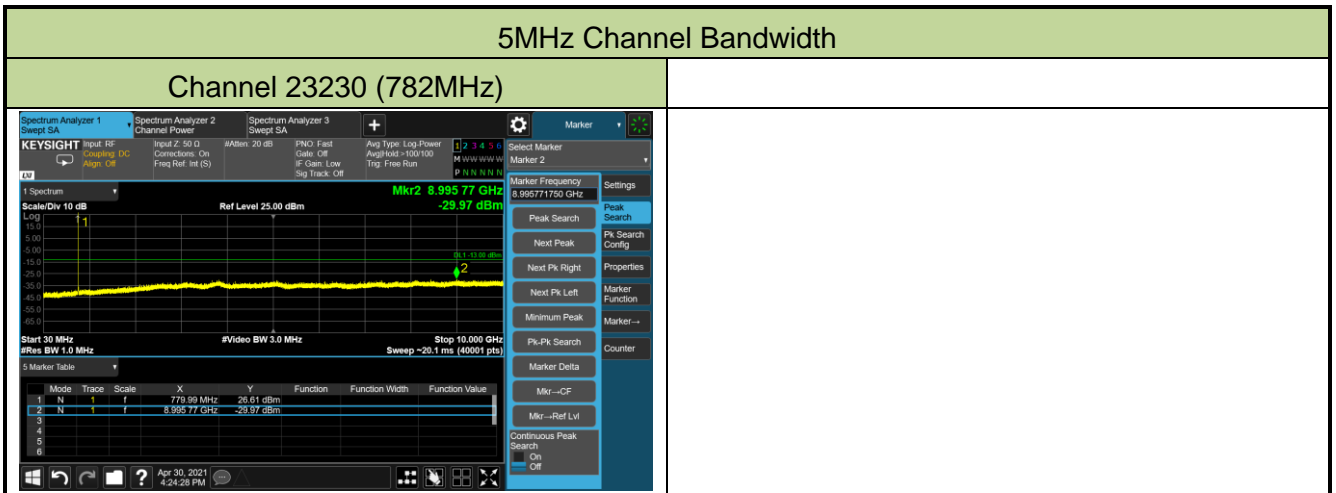 5MHz Channel Bandwidth
Channel 23230 (782MHz)
Spectrum Analyzer 1
Swept SA
Spectrum Analyzer 2
Channel Power
Spectrum Analyzer 3
Swept SA
+
Marker
KEYSIGHT
Input: RF
Coupling: DC
Align: Off
Input Z: 50 Ω
Corrections: On
Freq Ref: Int (S)
#Atten: 20 dB
PNO: Fast
Gate: Off
IF Gain: Low
Sig Track: Off
Avg Type: Log-Power
Avg|Hold:>100/100
Trig: Free Run
1 2 3 4 5 6
M W W W W W
P N N N N N
LXI
Select Marker
Marker 2
1 Spectrum
Mkr2 8.995 77 GHz
Scale/Div 10 dB
Ref Level 25.00 dBm
-29.97 dBm
Log
15.0
5.00
-5.00
-15.0
-25.0
-35.0
-45.0
-55.0
-65.0
1
DL1 -13.00 dBm
2
Start 30 MHz
#Video BW 3.0 MHz
Stop 10.000 GHz
#Res BW 1.0 MHz
Sweep ~20.1 ms (40001 pts)
5 Marker Table
Mode Trace Scale X Y Function Function Width Function Value
1 N 1 f 779.99 MHz 26.61 dBm
2 N 1 f 8.995 77 GHz -29.97 dBm
3
4
5
6
Marker Frequency
8.995771750 GHz
Peak Search
Next Peak
Next Pk Right
Next Pk Left
Minimum Peak
Pk-Pk Search
Marker Delta
Mkr→CF
Mkr→Ref Lvl
Continuous Peak
Search
On
Off
Settings
Peak
Search
Pk Search
Config
Properties
Marker
Function
Marker→
Counter
?
Apr 30, 2021
4:24:28 PM